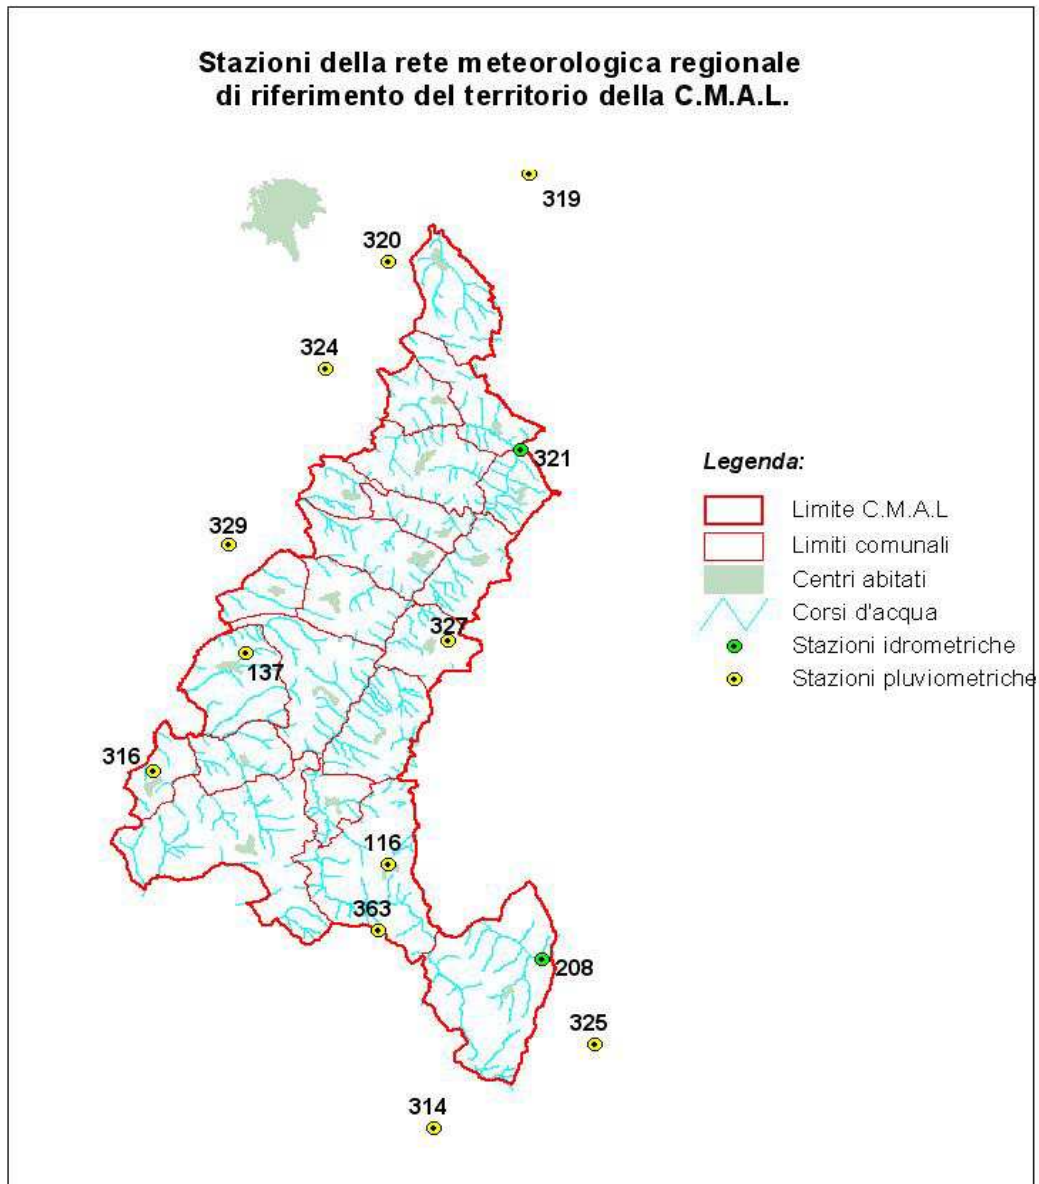 Stazioni della rete meteorologica regionale
di riferimento del territorio della C.M.A.L.
319
320
324
321
329
327
137
316
116
363
208
325
314
Legenda:
Limite C.M.A.L
Limiti comunali
Centri abitati
Corsi d'acqua
Stazioni idrometriche
Stazioni pluviometriche